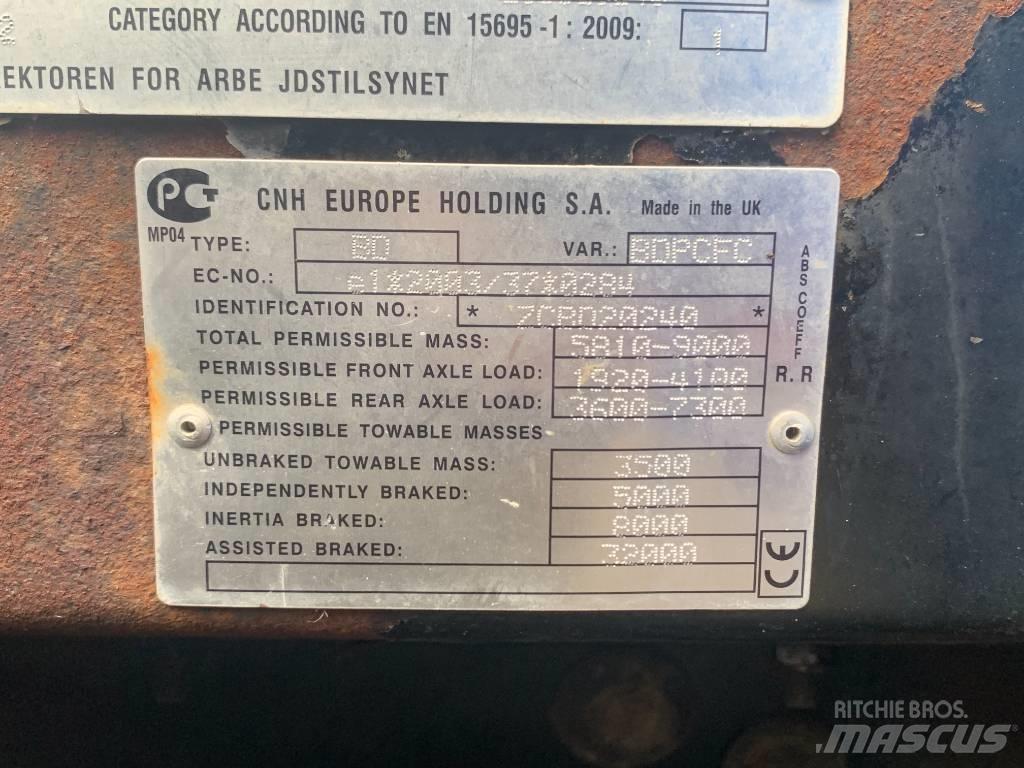 CATEGORY ACCORDING TO EN 15695-1: 2009: 1
EKTOREN FOR ARBE JDSTILSYNET
PCT CNH EUROPE HOLDING S.A. Made in the UK
MP04 TYPE: BD VAR.: BDPCFC
EC-NO.: e1*2003/37*0284
IDENTIFICATION NO.: * ZCBD20240 *
TOTAL PERMISSIBLE MASS: 5810-9000
PERMISSIBLE FRONT AXLE LOAD: 1920-4100
PERMISSIBLE REAR AXLE LOAD: 3600-7300
PERMISSIBLE TOWABLE MASSES
UNBRAKED TOWABLE MASS: 3500
INDEPENDENTLY BRAKED: 5000
INERTIA BRAKED: 8000
ASSISTED BRAKED: 32000
ABS COEFF
R.R
CE
RITCHIE BROS.
MASCUS